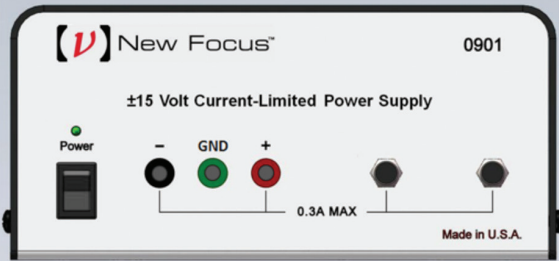 (ν) New Focus™
0901
±15 Volt Current-Limited Power Supply
Power
− GND +
0.3A MAX
Made in U.S.A.